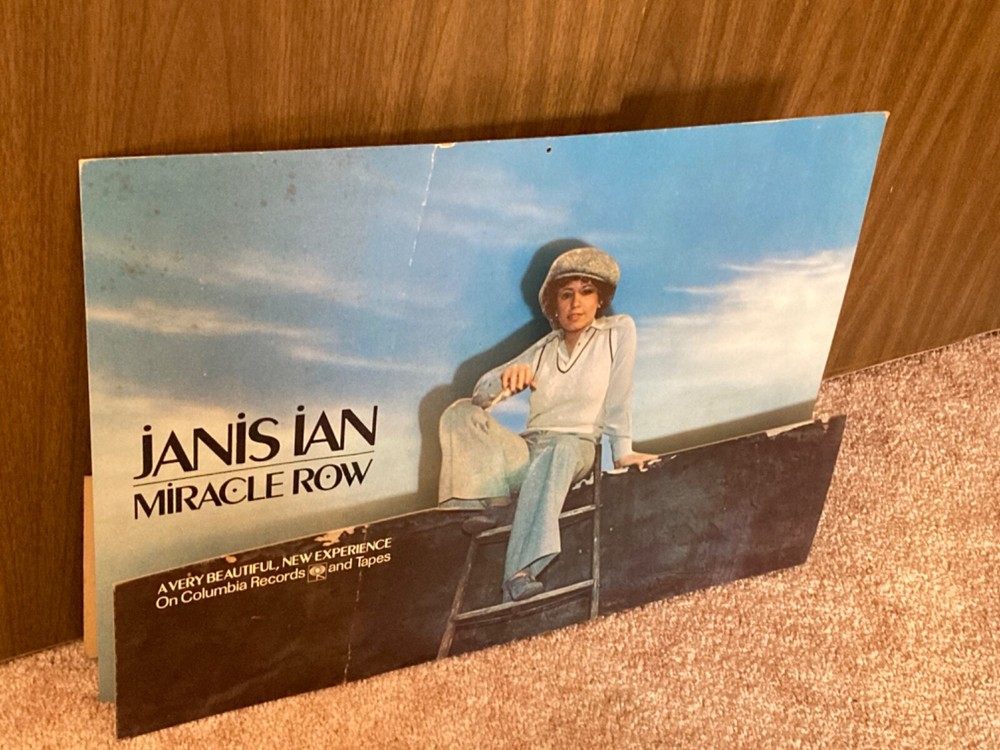 JANIS IAN
MIRACLE ROW
A VERY BEAUTIFUL, NEW EXPERIENCE
On Columbia Records and Tapes